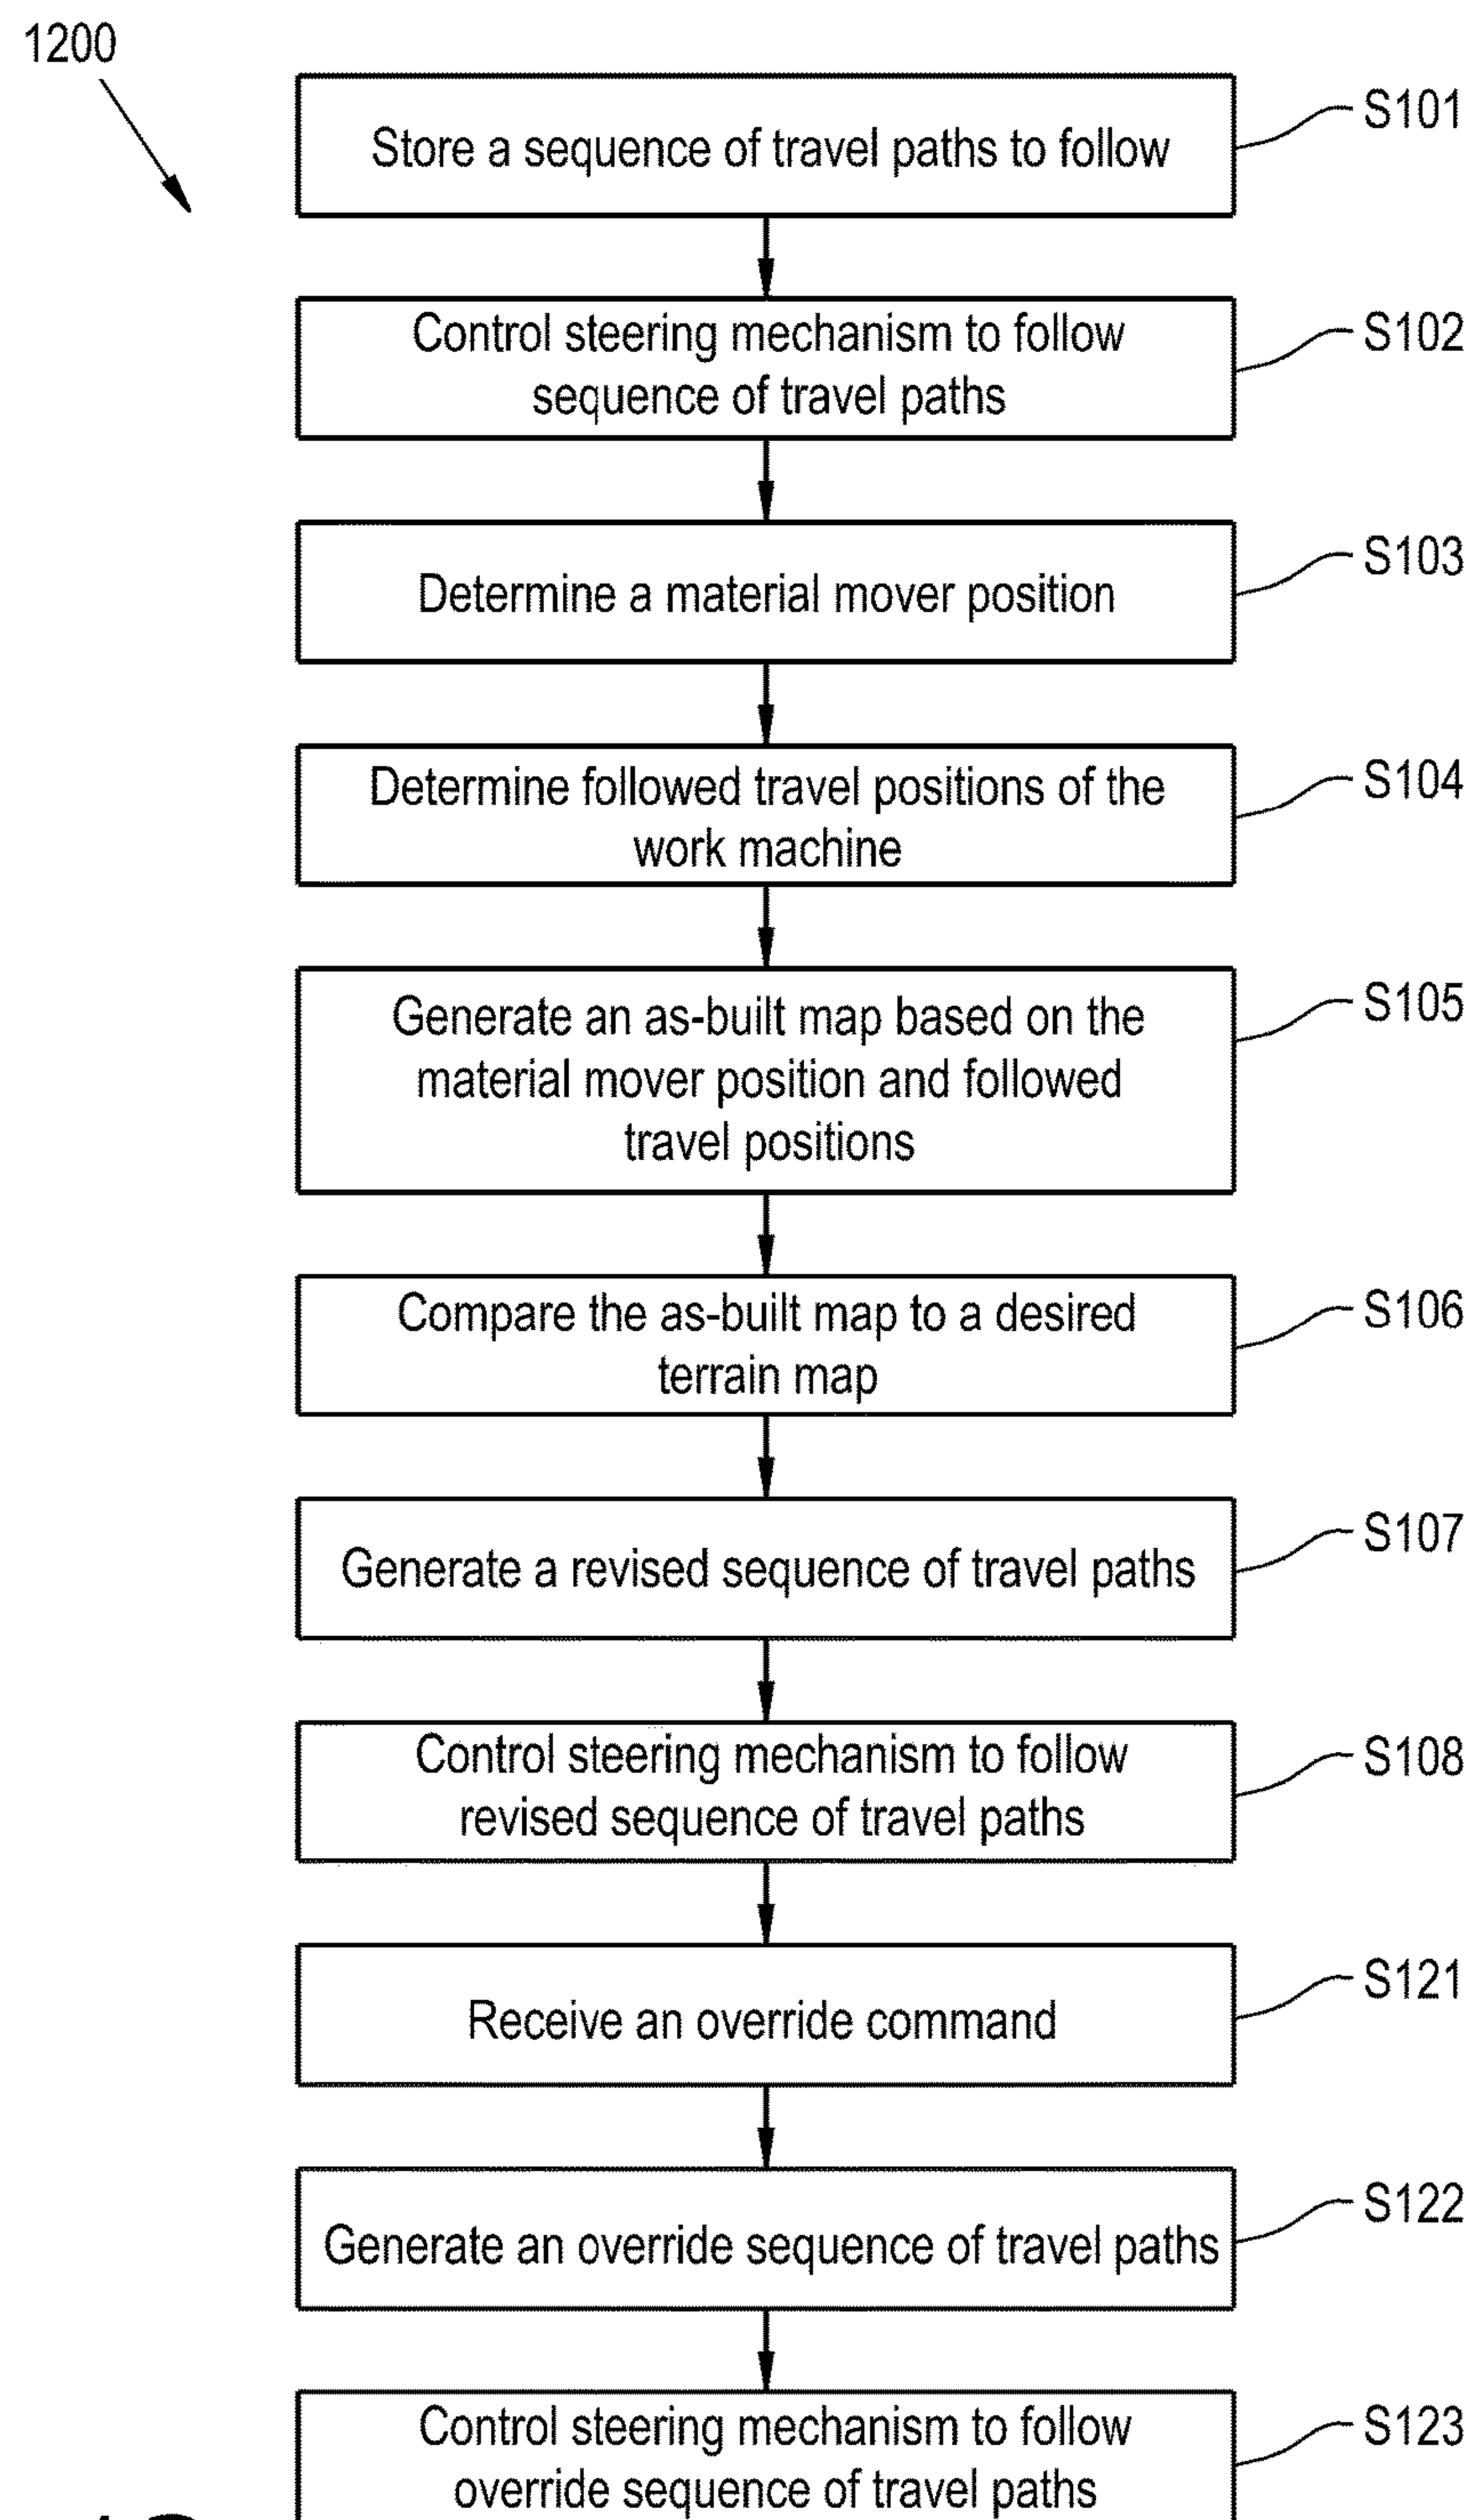 1200
Store a sequence of travel paths to follow
S101
Control steering mechanism to follow
sequence of travel paths
S102
Determine a material mover position
S103
Determine followed travel positions of the
work machine
S104
Generate an as-built map based on the
material mover position and followed
travel positions
S105
Compare the as-built map to a desired
terrain map
S106
Generate a revised sequence of travel paths
S107
Control steering mechanism to follow
revised sequence of travel paths
S108
Receive an override command
S121
Generate an override sequence of travel paths
S122
Control steering mechanism to follow
override sequence of travel paths
S123